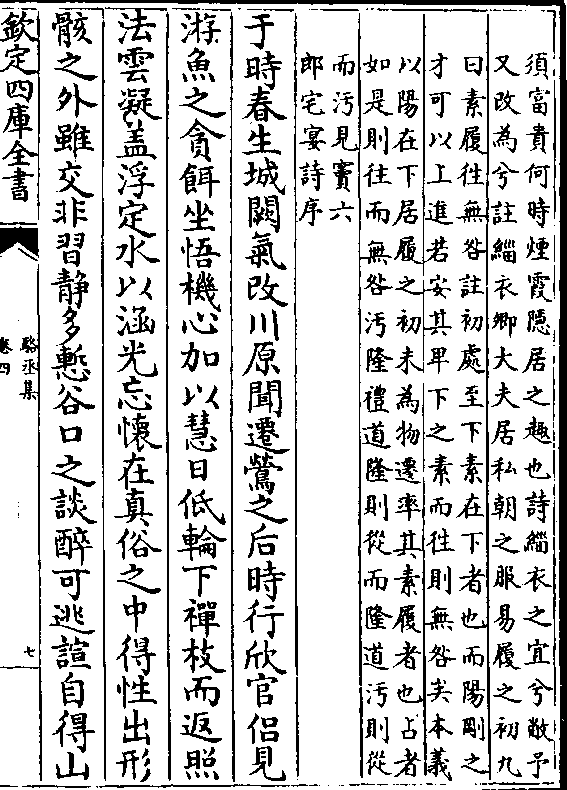 須富貴何時煙霞隠居之趣也詩緇衣之宜兮敝予
又改為兮註緇衣卿大夫居私朝之服易履之初九
曰素履徃無咎註初處至下素在下者也而陽剛之
才可以上進若安其卑下之素而徃則無咎矣本義
以陽在下居履之初未為物遷率其素履者也占者
如是則往而無咎汚隆禮道隆則從而隆道汚則從
而汚見竇六
郎宅宴詩序
于時春生城闕氣改川原聞遷鶯之后時行欣官侶見
游魚之貪餌坐悟機心加以慧日低輪下禪枝而返照
法雲凝盖浮定水以涵光忘懷在真俗之中得性出形
骸之外雖交非習静多慙谷口之談醉可逃諠自得山
欽定四庫全書
駱丞集
卷四
七